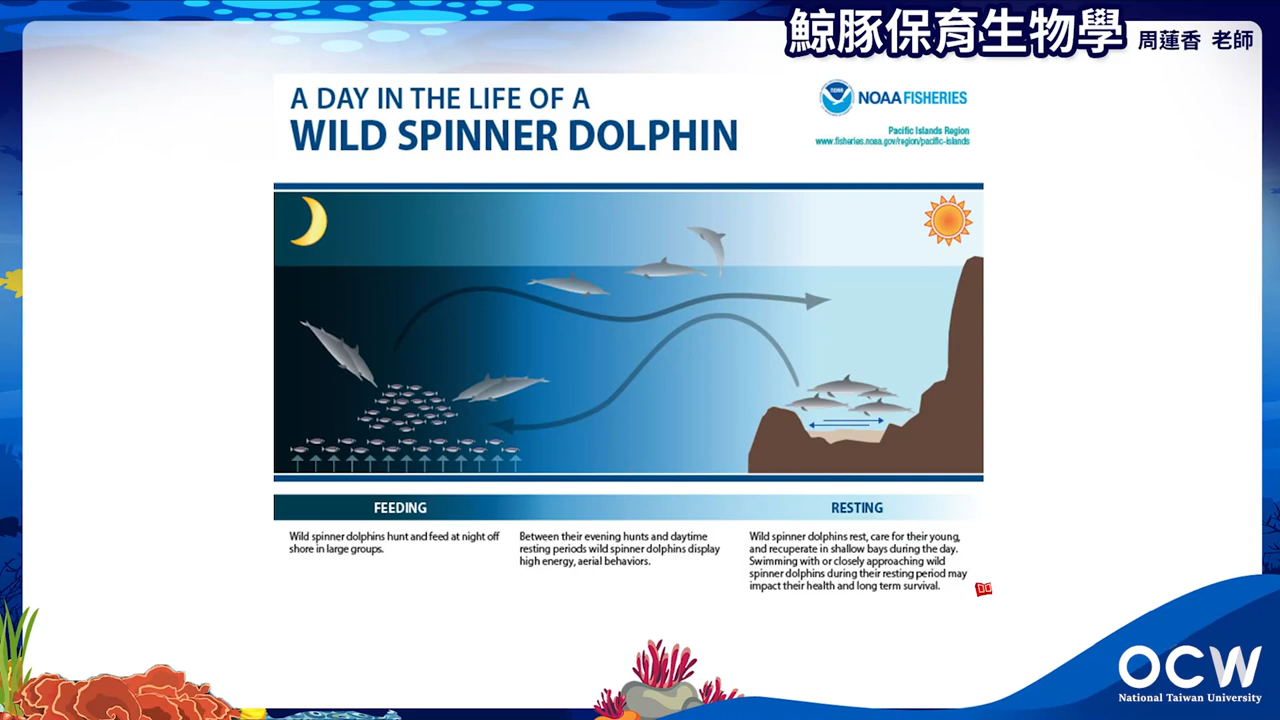 鯨豚保育生物學 周蓮香 老師
A DAY IN THE LIFE OF A
WILD SPINNER DOLPHIN
NOAA
NOAA FISHERIES
Pacific Islands Region
www.fisheries.noaa.gov/region/pacific-islands
FEEDING
Wild spinner dolphins hunt and feed at night off
shore in large groups.
Between their evening hunts and daytime
resting periods wild spinner dolphins display
high energy, aerial behaviors.
RESTING
Wild spinner dolphins rest, care for their young,
and recuperate in shallow bays during the day.
Swimming with or closely approaching wild
spinner dolphins during their resting period may
impact their health and long term survival.
OCW
National Taiwan University